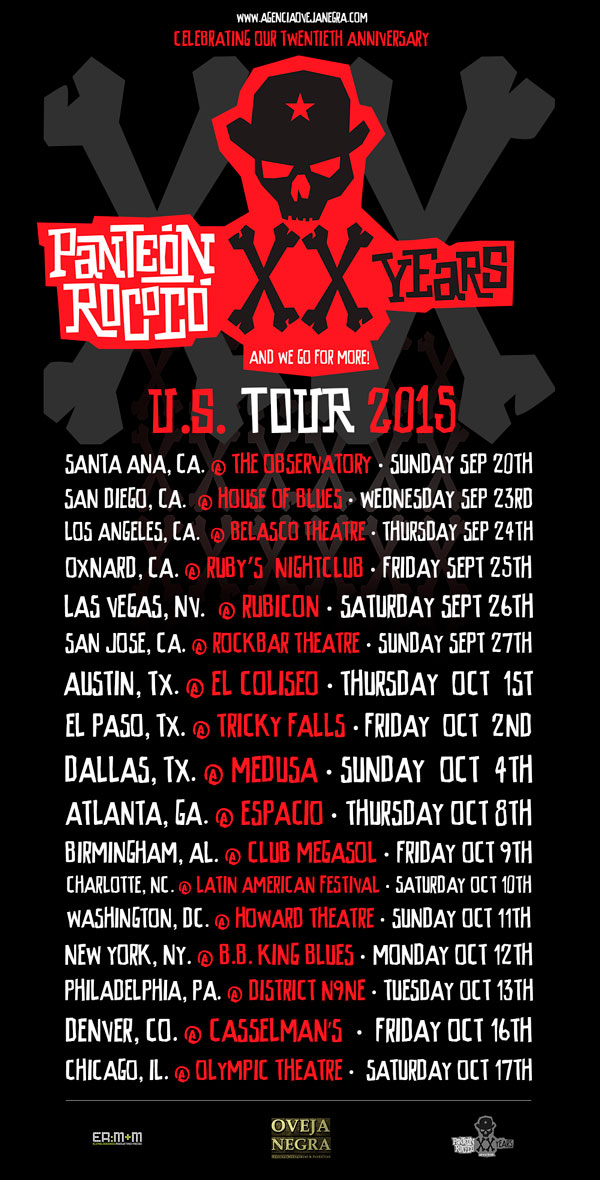 WWW.AGENCIAOVEJANEGRA.COM
CELEBRATING OUR TWENTIETH ANNIVERSARY
PANTEÓN
ROCOCÓ
XX YEARS
AND WE GO FOR MORE!
U.S. TOUR 2015
SANTA ANA, CA. @ THE OBSERVATORY · SUNDAY SEP 20TH
SAN DIEGO, CA. @ HOUSE OF BLUES · WEDNESDAY SEP 23RD
LOS ANGELES, CA. @ BELASCO THEATRE · THURSDAY SEP 24TH
OXNARD, CA. @ RUBY'S NIGHTCLUB · FRIDAY SEPT 25TH
LAS VEGAS, NV. @ RUBICON · SATURDAY SEPT 26TH
SAN JOSE, CA. @ ROCKBAR THEATRE · SUNDAY SEPT 27TH
AUSTIN, TX. @ EL COLISEO · THURSDAY OCT 1ST
EL PASO, TX. @ TRICKY FALLS · FRIDAY OCT 2ND
DALLAS, TX. @ MEDUSA · SUNDAY OCT 4TH
ATLANTA, GA. @ ESPACIO · THURSDAY OCT 8TH
BIRMINGHAM, AL. @ CLUB MEGASOL · FRIDAY OCT 9TH
CHARLOTTE, NC. @ LATIN AMERICAN FESTIVAL · SATURDAY OCT 10TH
WASHINGTON, DC. @ HOWARD THEATRE · SUNDAY OCT 11TH
NEW YORK, NY. @ B.B. KING BLUES · MONDAY OCT 12TH
PHILADELPHIA, PA. @ DISTRICT N9NE · TUESDAY OCT 13TH
DENVER, CO. @ CASSELMAN'S · FRIDAY OCT 16TH
CHICAGO, IL. @ OLYMPIC THEATRE · SATURDAY OCT 17TH
ER:M+M
OVEJA
NEGRA
PANTEÓN
ROCOCÓ
XX YEARS